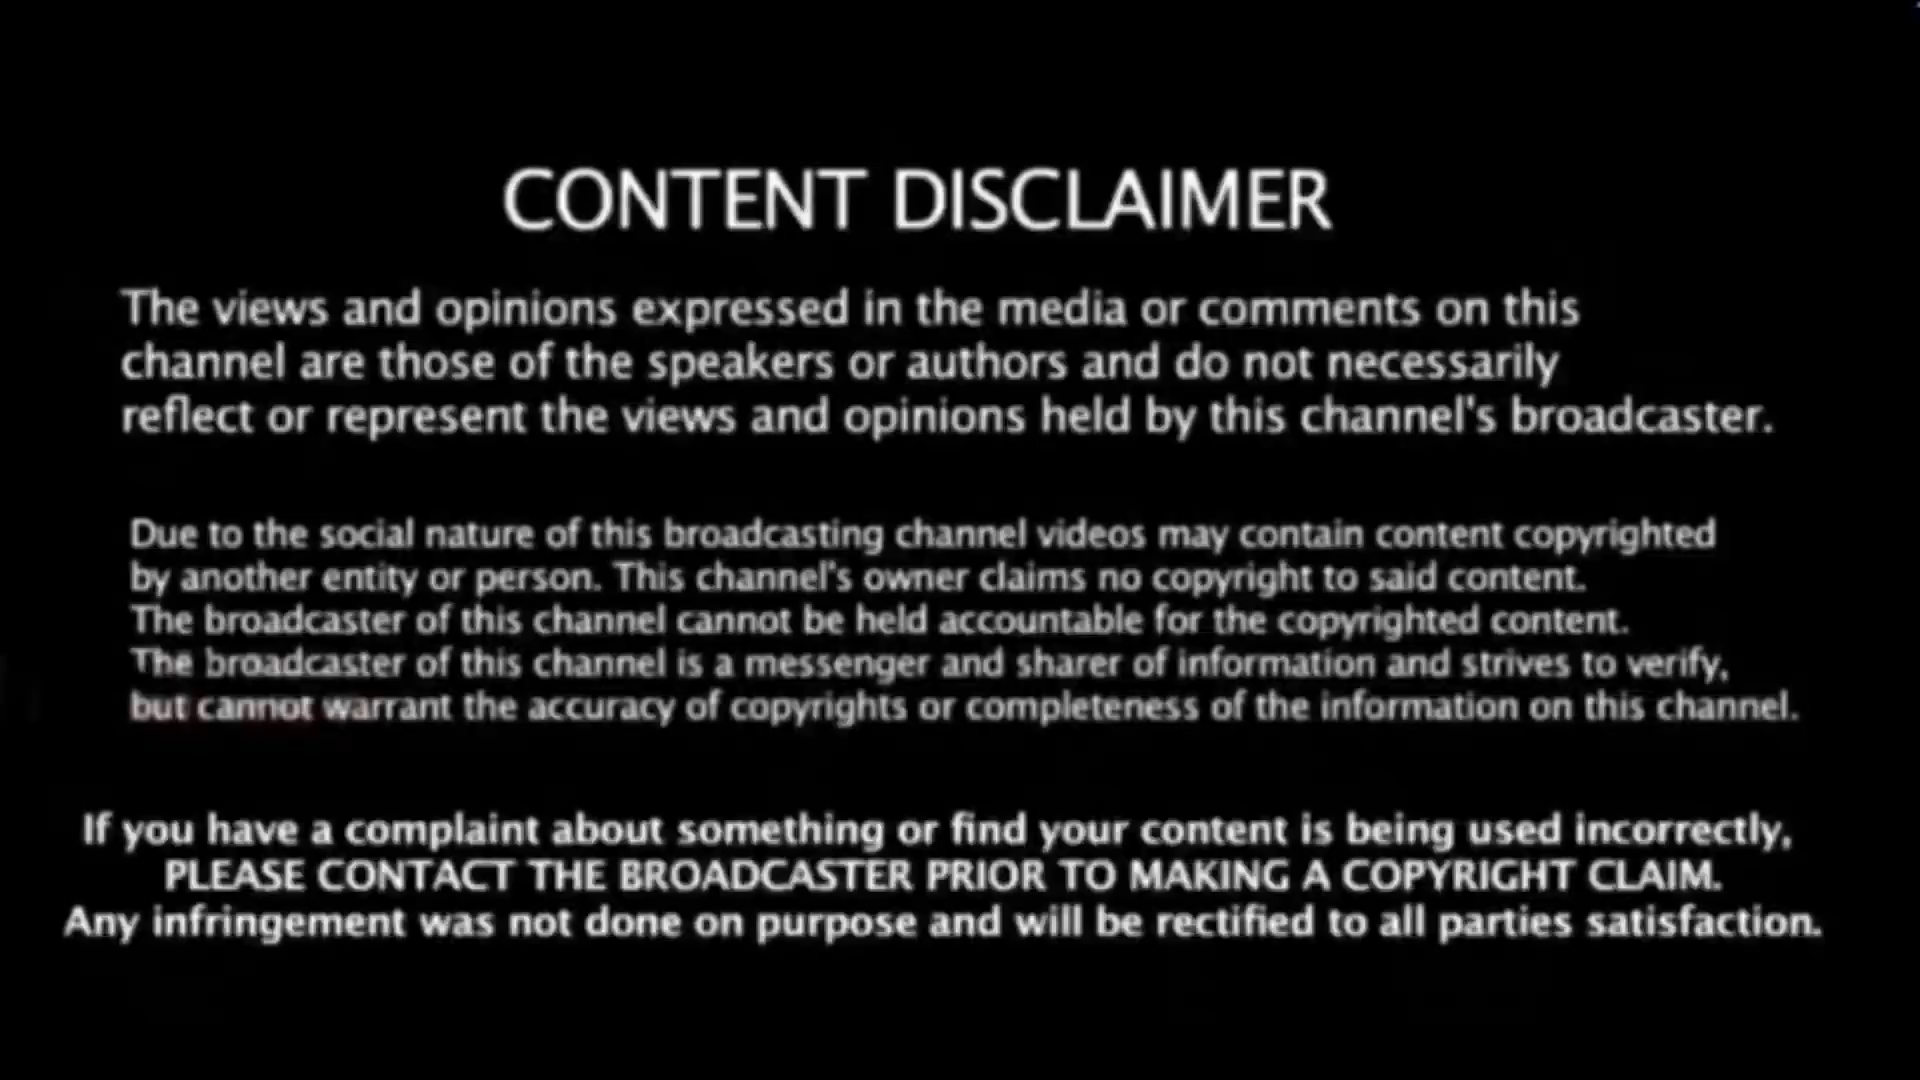 CONTENT DISCLAIMER
The views and opinions expressed in the media or comments on this
channel are those of the speakers or authors and do not necessarily
reflect or represent the views and opinions held by this channel's broadcaster.
Due to the social nature of this broadcasting channel videos may contain content copyrighted
by another entity or person. This channel's owner claims no copyright to said content.
The broadcaster of this channel cannot be held accountable for the copyrighted content.
The broadcaster of this channel is a messenger and sharer of information and strives to verify,
but cannot warrant the accuracy of copyrights or completeness of the information on this channel.
If you have a complaint about something or find your content is being used incorrectly,
PLEASE CONTACT THE BROADCASTER PRIOR TO MAKING A COPYRIGHT CLAIM.
Any infringement was not done on purpose and will be rectified to all parties satisfaction.